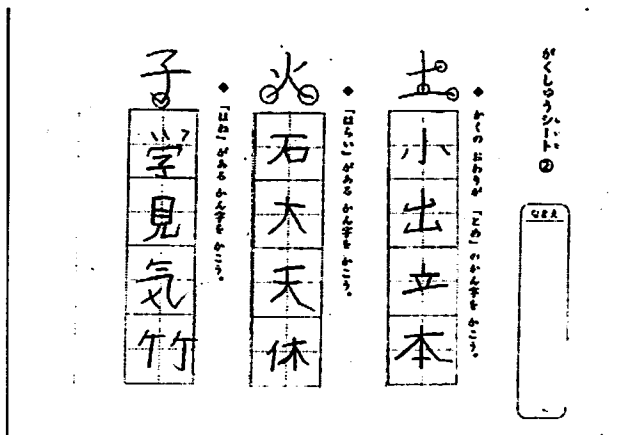 がくしゅうシート②
なまえ
◆ かくの おわりが 「とめ」の かん字を かこう。
土
小
出
立
本
◆ 「はらい」が ある かん字を かこう。
火
石
大
天
休
◆ 「はね」が ある かん字を かこう。
子
学
見
気
竹